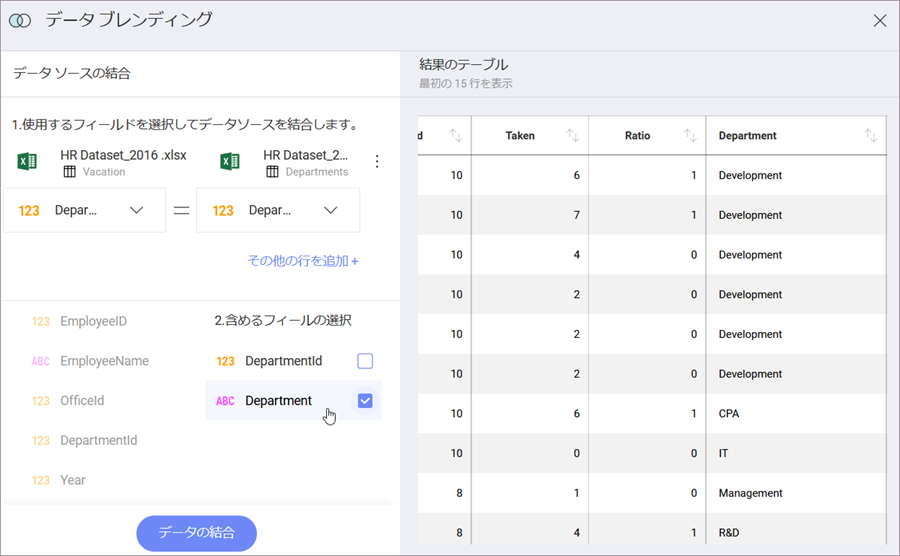 データ ブレンディング
データ ソースの結合
1.使用するフィールドを選択してデータソースを結合します。
HR Dataset_2016 .xlsx
Vacation
HR Dataset_2...
Departments
123 Depar...
123 Depar...
その他の行を追加 +
123 EmployeeID
ABC EmployeeName
123 OfficeId
123 DepartmentId
123 Year
2.含めるフィールの選択
123 DepartmentId
ABC Department
データの結合
結果のテーブル
最初の 15 行を表示
d Taken Ratio Department
10 6 1 Development
10 7 1 Development
10 4 0 Development
10 2 0 Development
10 2 0 Development
10 2 0 Development
10 6 1 CPA
10 0 0 IT
8 1 0 Management
8 4 1 R&D